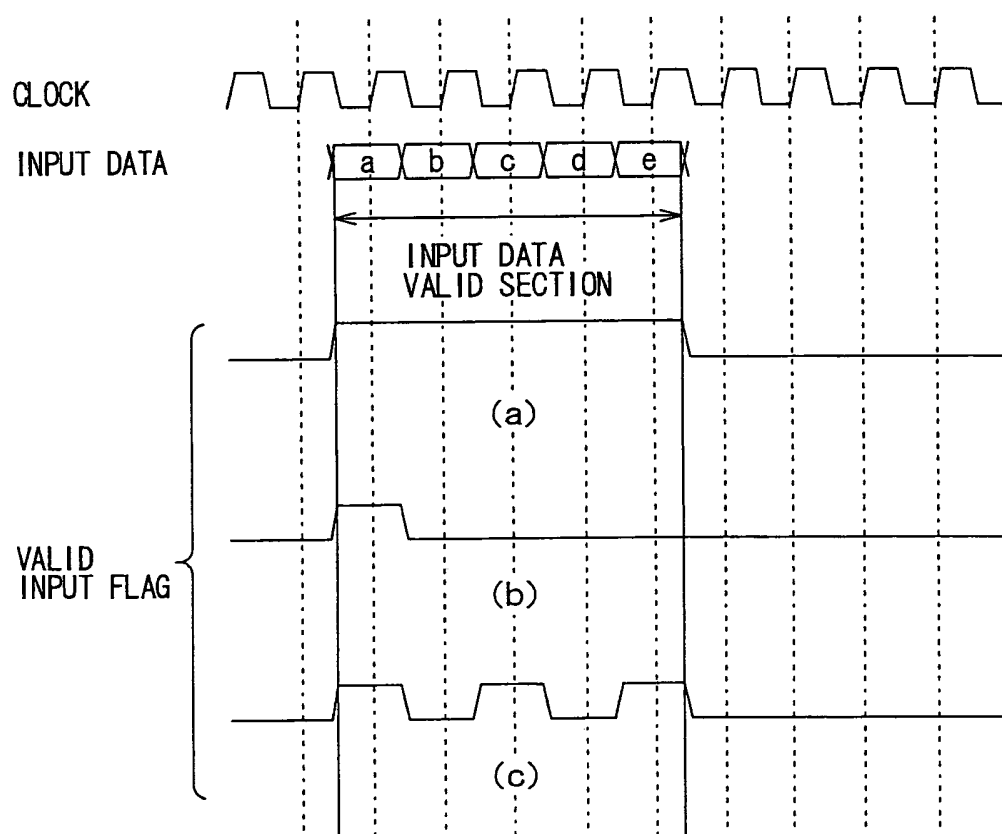 CLOCK
INPUT DATA
a b c d e
INPUT DATA
VALID SECTION
(a)
VALID
INPUT FLAG
(b)
(c)